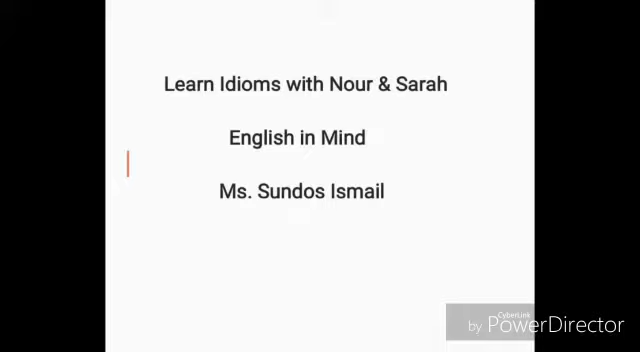 Learn Idioms with Nour & Sarah
English in Mind
Ms. Sundos Ismail
CyberLink
by PowerDirector